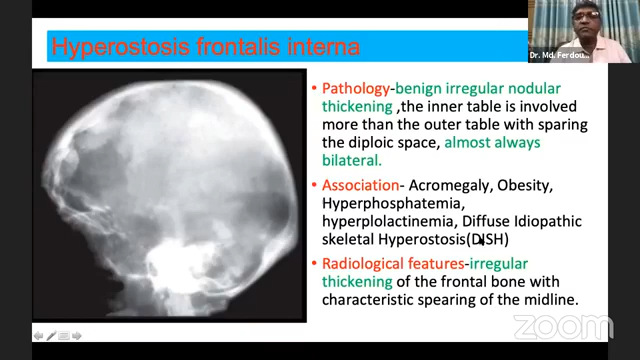 Hyperostosis frontalis interna
Dr. Md. Ferdou...
• Pathology-benign irregular nodular
thickening ,the inner table is involved
more than the outer table with sparing
the diploic space, almost always
bilateral.
• Association- Acromegaly, Obesity,
Hyperphosphatemia,
hyperplolactinemia, Diffuse Idiopathic
skeletal Hyperostosis(DISH)
• Radiological features-irregular
thickening of the frontal bone with
characteristic spearing of the midline.
zoom